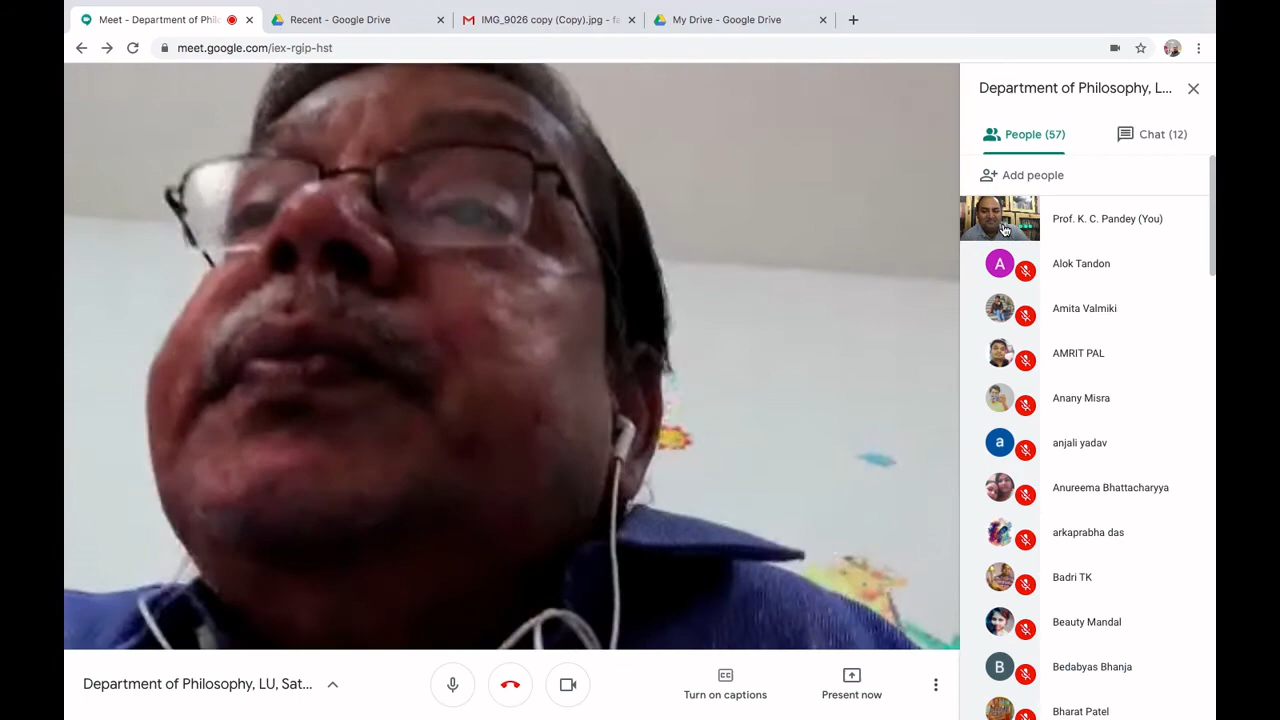 Meet - Department of Phil
Recent - Google Drive
IMG_9026 copy (Copy).jpg - fa
My Drive - Google Drive
meet.google.com/iex-rgip-hst
Department of Philosophy, L...
People (57)
Chat (12)
Add people
Prof. K. C. Pandey (You)
A
Alok Tandon
Amita Valmiki
AMRIT PAL
Anany Misra
a
anjali yadav
Anureema Bhattacharyya
arkaprabha das
Badri TK
Beauty Mandal
B
Bedabyas Bhanja
Bharat Patel
Department of Philosophy, LU, Sat...
CC
Turn on captions
Present now